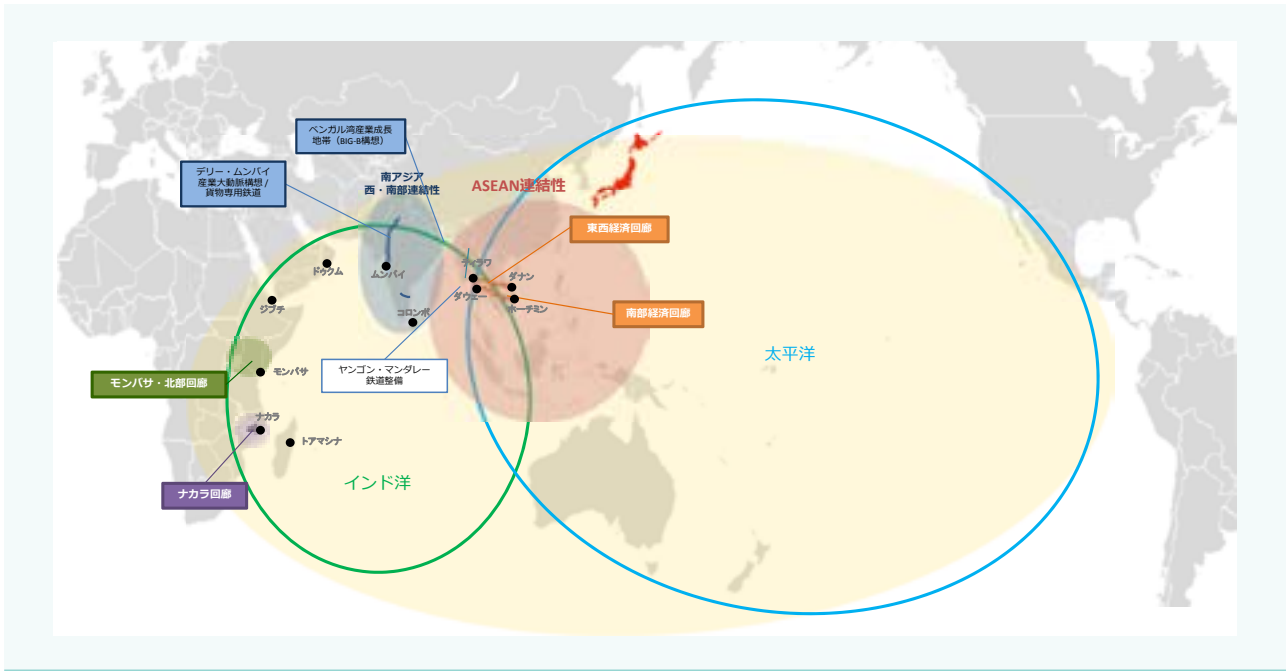 ベンガル湾産業成長
地帯（BIG-B構想）
デリー・ムンバイ
産業大動脈構想 /
貨物専用鉄道
南アジア
西・南部連結性
ASEAN連結性
東西経済回廊
ドゥクム
ムンバイ
ティラワ
ダナン
ダウェー
ホーチミン
ジブチ
コロンボ
南部経済回廊
太平洋
ヤンゴン・マンダレー
鉄道整備
モンバサ
モンバサ・北部回廊
ナカラ
トアマシナ
インド洋
ナカラ回廊